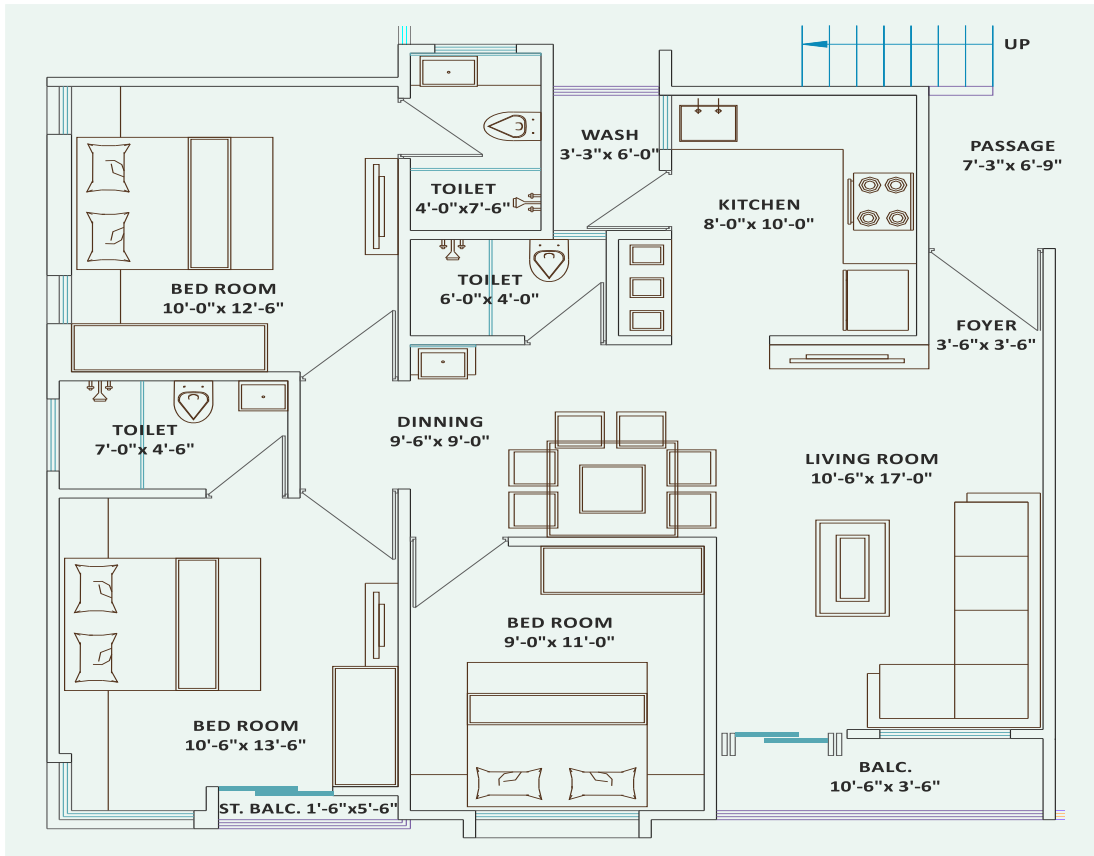 UP
WASH
3'-3"x 6'-0"
PASSAGE
7'-3"x 6'-9"
TOILET
4'-0"x7'-6"
KITCHEN
8'-0"x 10'-0"
TOILET
6'-0"x 4'-0"
BED ROOM
10'-0"x 12'-6"
FOYER
3'-6"x 3'-6"
TOILET
7'-0"x 4'-6"
DINNING
9'-6"x 9'-0"
LIVING ROOM
10'-6"x 17'-0"
BED ROOM
9'-0"x 11'-0"
BED ROOM
10'-6"x 13'-6"
BALC.
10'-6"x 3'-6"
ST. BALC. 1'-6"x5'-6"